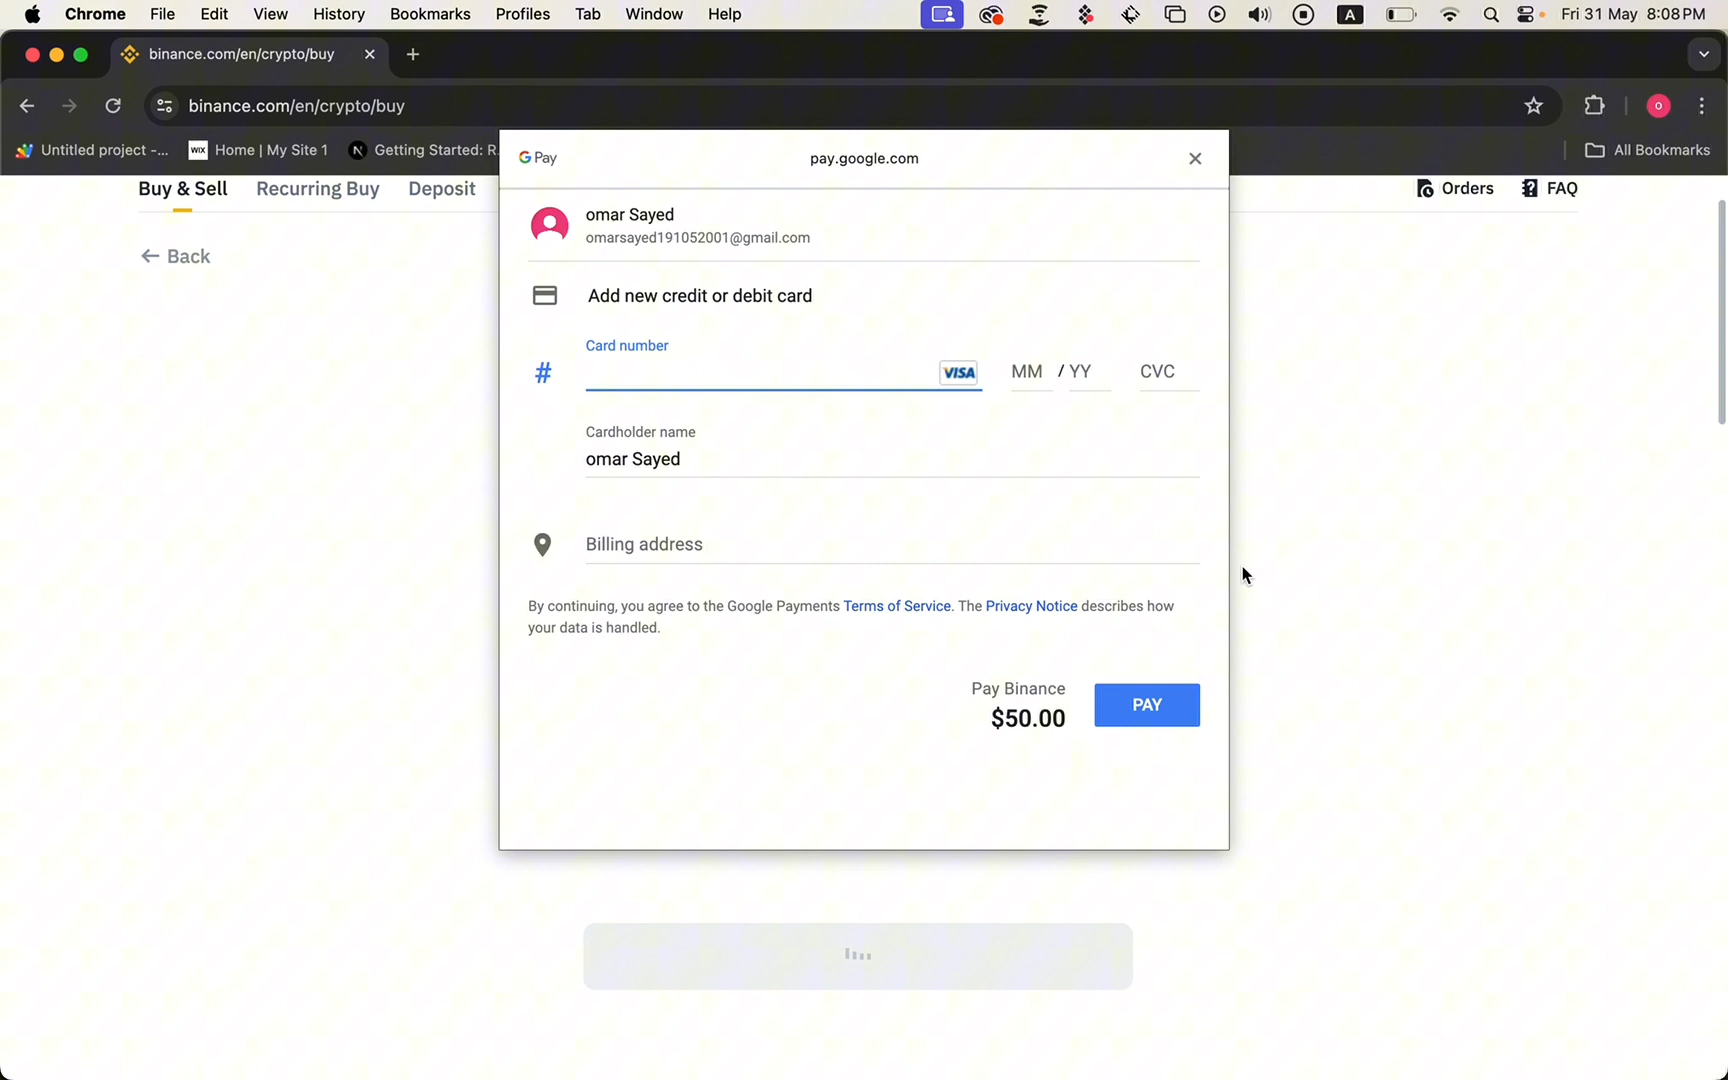 Chrome File Edit View History Bookmarks Profiles Tab Window Help A Fri 31 May 8:08 PM
binance.com/en/crypto/buy
binance.com/en/crypto/buy o
Untitled project -... WIX Home | My Site 1 N Getting Started: R. All Bookmarks
G Pay pay.google.com
Buy & Sell Recurring Buy Deposit Orders FAQ
omar Sayed
omarsayed191052001@gmail.com
Back
Add new credit or debit card
Card number
# VISA MM / YY CVC
Cardholder name
omar Sayed
Billing address
By continuing, you agree to the Google Payments Terms of Service. The Privacy Notice describes how
your data is handled.
Pay Binance
$50.00 PAY